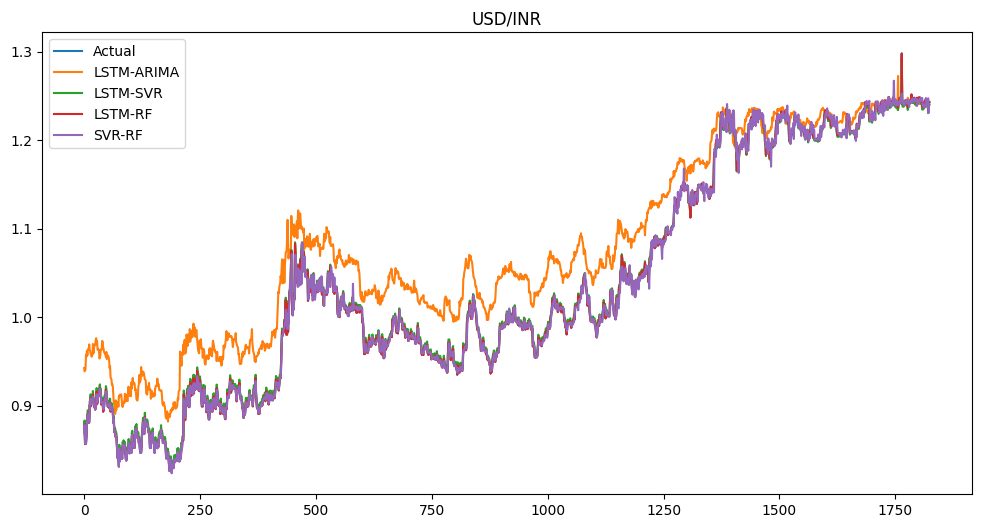 USD/INR
Actual
LSTM-ARIMA
LSTM-SVR
LSTM-RF
SVR-RF
1.3
1.2
1.1
1.0
0.9
0 250 500 750 1000 1250 1500 1750